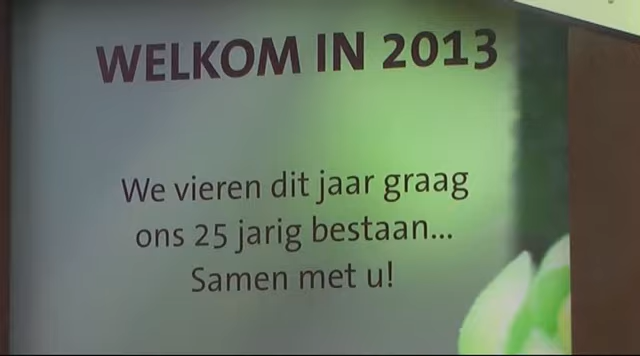 WELKOM IN 2013
We vieren dit jaar graag
ons 25 jarig bestaan...
Samen met u!